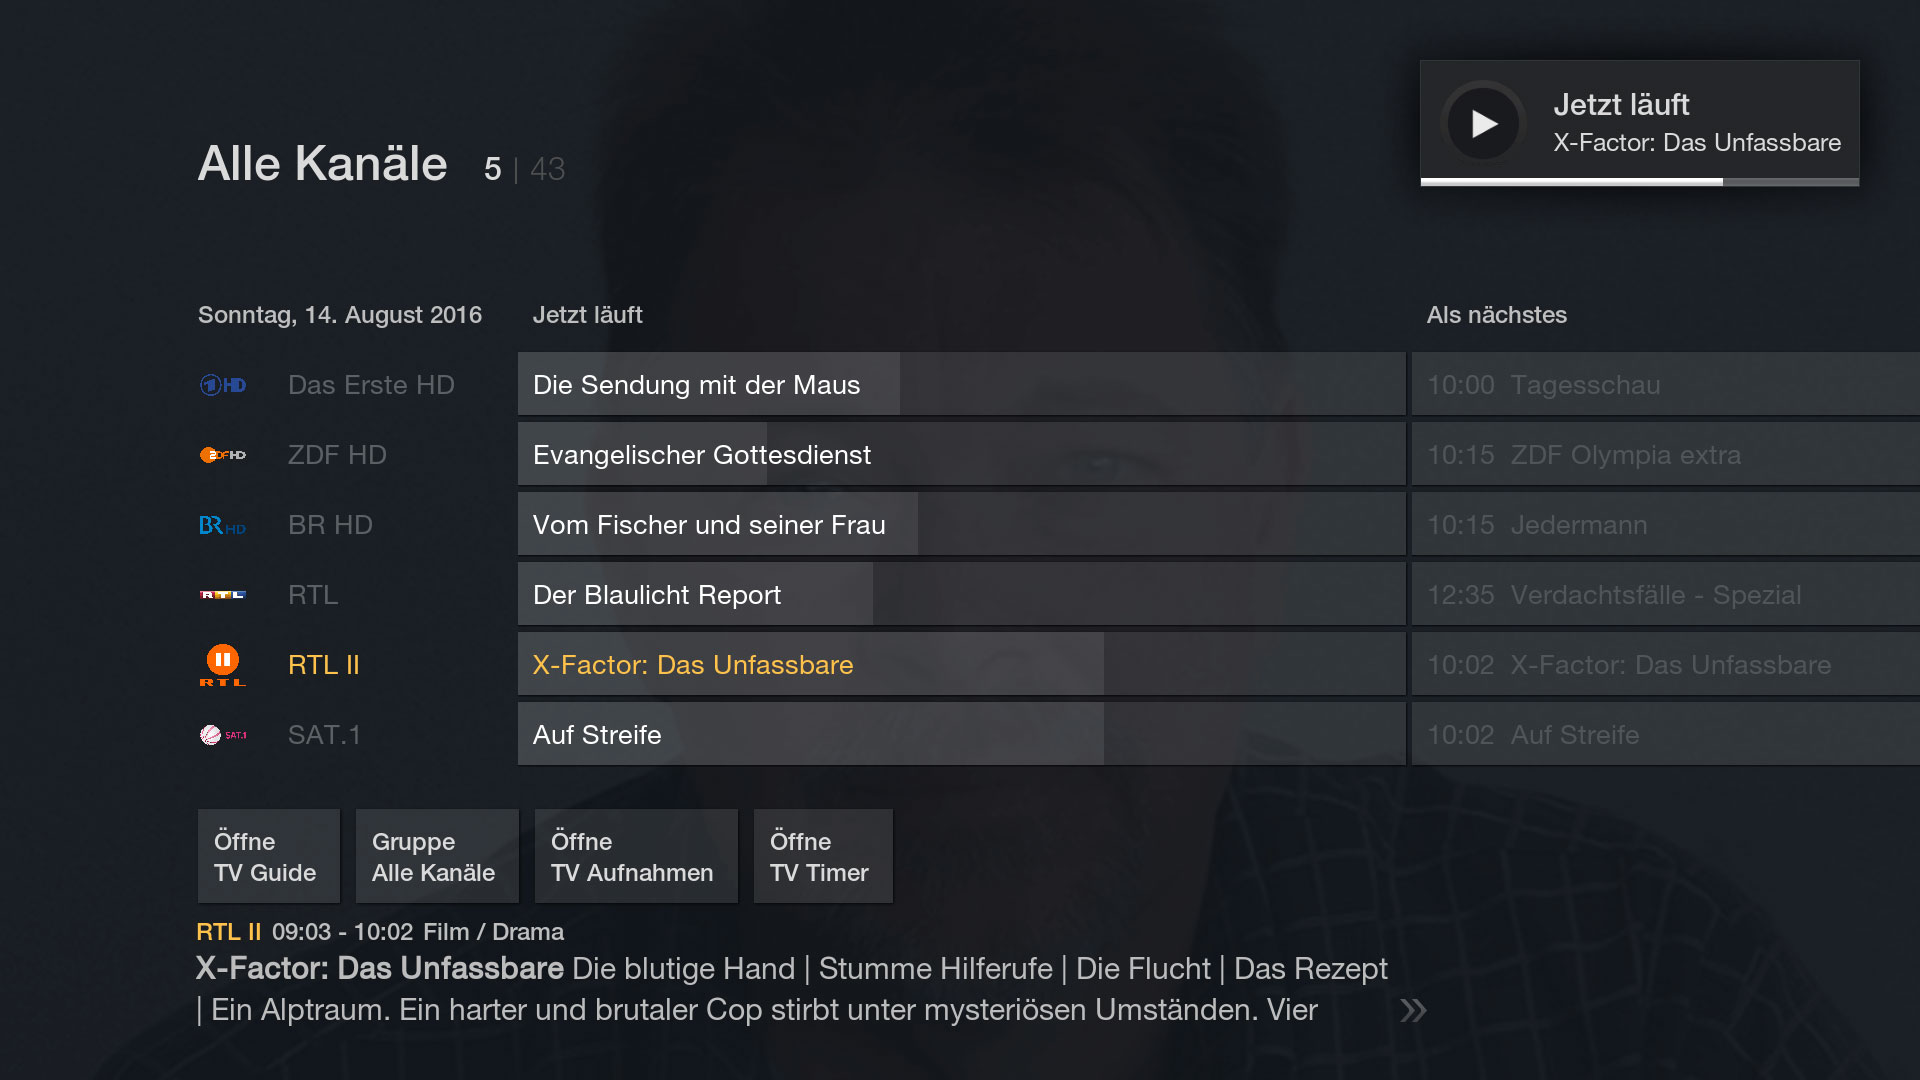 Jetzt läuft
X-Factor: Das Unfassbare
Alle Kanäle 5 | 43
Sonntag, 14. August 2016 Jetzt läuft Als nächstes
1 HD Das Erste HD Die Sendung mit der Maus 10:00 Tagesschau
ZDF HD ZDF HD Evangelischer Gottesdienst 10:15 ZDF Olympia extra
BR HD BR HD Vom Fischer und seiner Frau 10:15 Jedermann
RTL RTL Der Blaulicht Report 12:35 Verdachtsfälle - Spezial
RTL RTL II X-Factor: Das Unfassbare 10:02 X-Factor: Das Unfassbare
SAT.1 SAT.1 Auf Streife 10:02 Auf Streife
Öffne
TV Guide
Gruppe
Alle Kanäle
Öffne
TV Aufnahmen
Öffne
TV Timer
RTL II 09:03 - 10:02 Film / Drama
X-Factor: Das Unfassbare Die blutige Hand | Stumme Hilferufe | Die Flucht | Das Rezept
| Ein Alptraum. Ein harter und brutaler Cop stirbt unter mysteriösen Umständen. Vier »